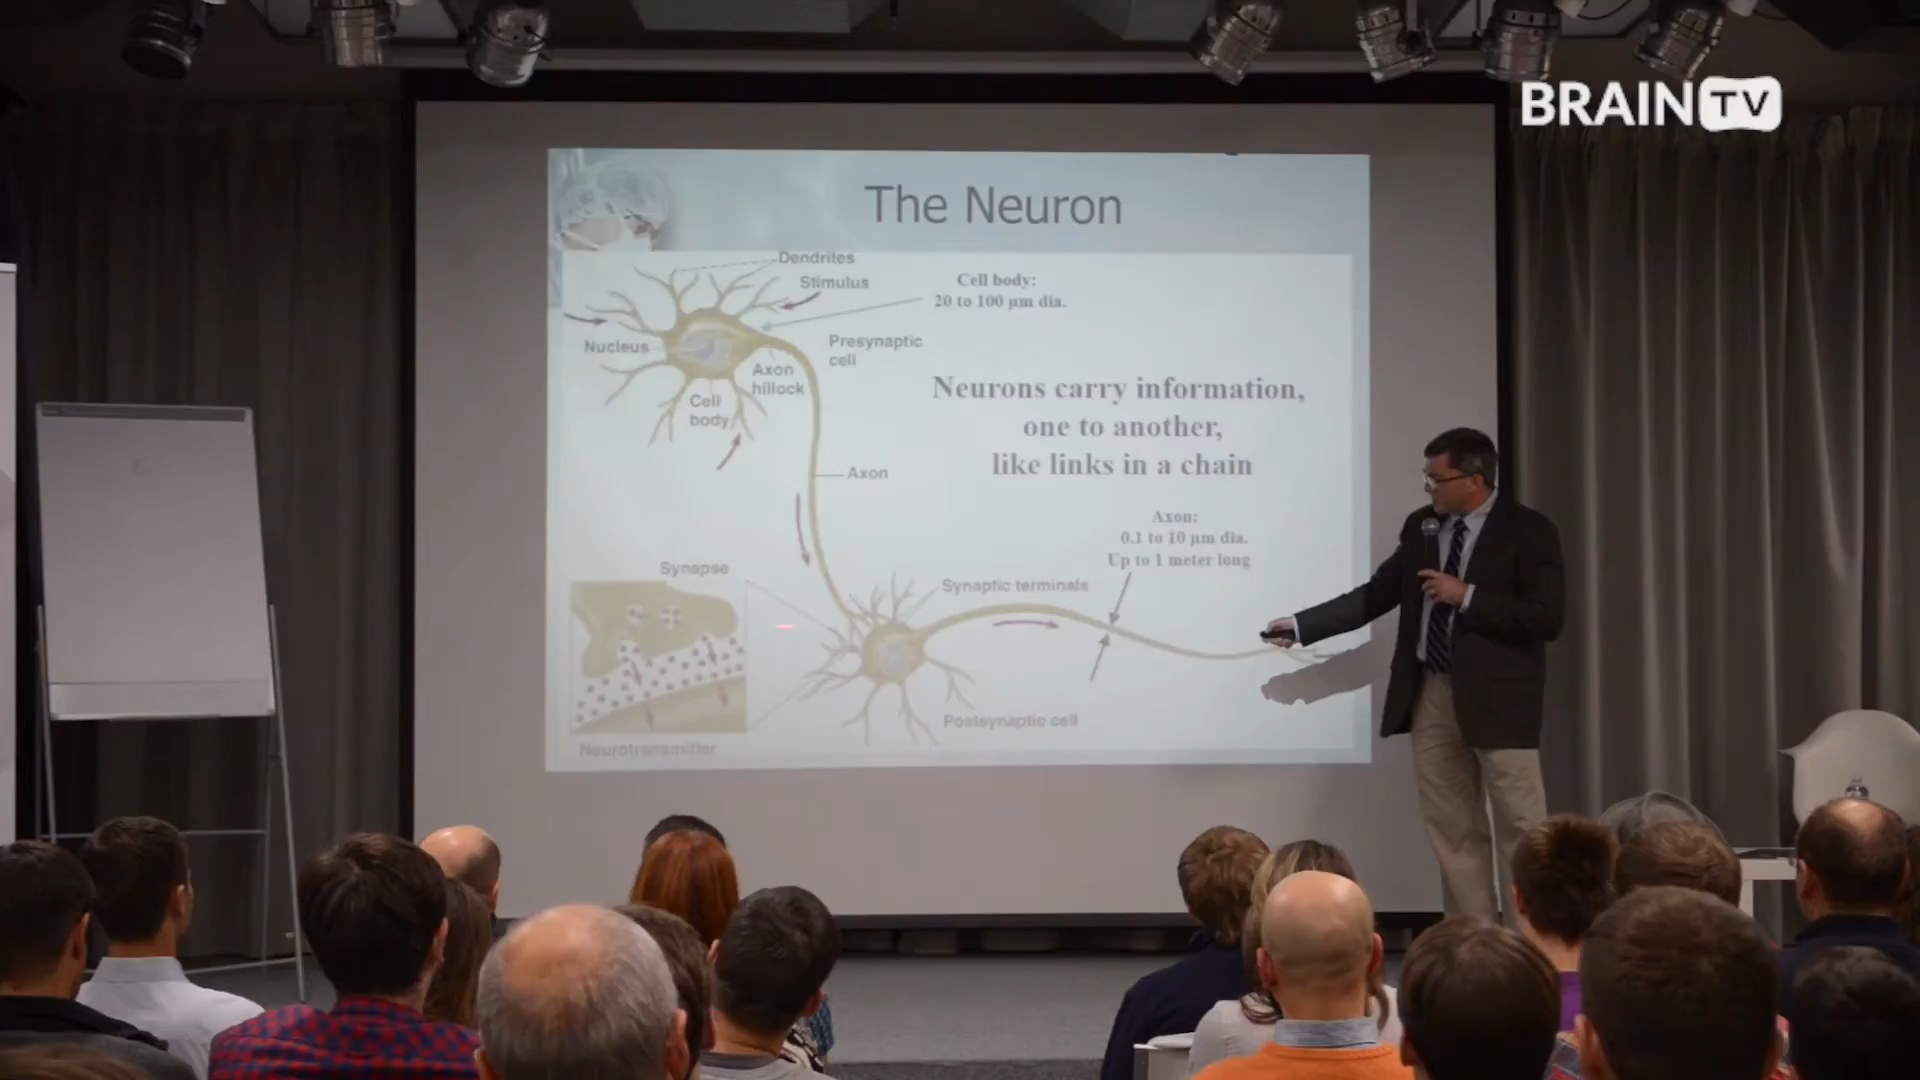 BRAIN TV
The Neuron
Dendrites
Stimulus
Cell body:
20 to 100 µm dia.
Nucleus
Presynaptic
cell
Axon
hillock
Cell
body
Neurons carry information,
one to another,
like links in a chain
Axon
Axon:
0.1 to 10 µm dia.
Up to 1 meter long
Synapse
Synaptic terminals
Postsynaptic cell
Neurotransmitter